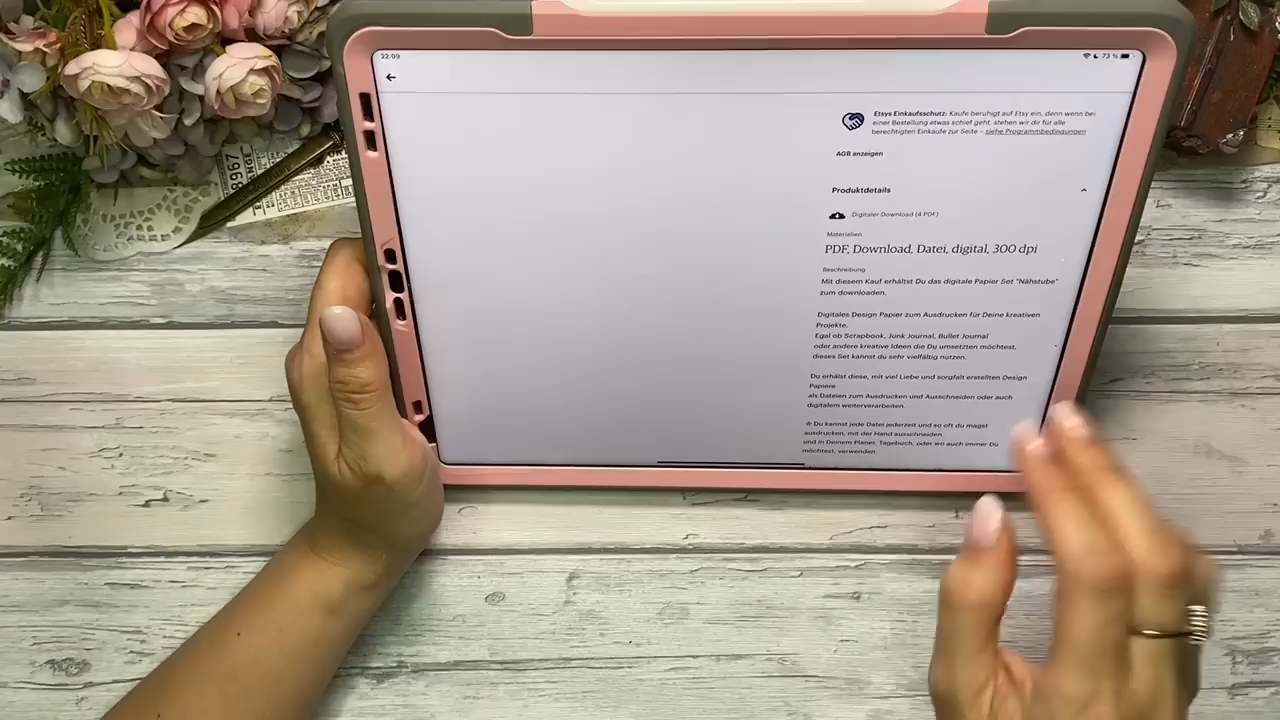 22:09
73 %
Etsys Einkaufsschutz: Kaufe beruhigt auf Etsy ein, denn wenn bei
einer Bestellung etwas schief geht, stehen wir dir für alle
berechtigten Einkäufe zur Seite – siehe Programmbedingungen
AGB anzeigen
Produktdetails
Digitaler Download (4 PDF)
Materialien
PDF, Download, Datei, digital, 300 dpi
Beschreibung
Mit diesem Kauf erhältst Du das digitale Papier Set "Nähstube"
zum downloaden.
Digitales Design Papier zum Ausdrucken für Deine kreativen
Projekte.
Egal ob Scrapbook, Junk Journal, Bullet Journal
oder andere kreative Ideen die Du umsetzten möchtest,
dieses Set kannst du sehr vielfältig nutzen.
Du erhälst diese, mit viel Liebe und sorgfalt erstellten Design
Papiere
als Dateien zum Ausdrucken und Ausschneiden oder auch
digitalem weiterverarbeiten.
☆ Du kannst jede Datei jederzeit und so oft du magst
ausdrucken, mit der Hand ausschneiden
und in Deinem Planer, Tagebuch, oder wo auch immer Du
möchtest, verwenden.
8967